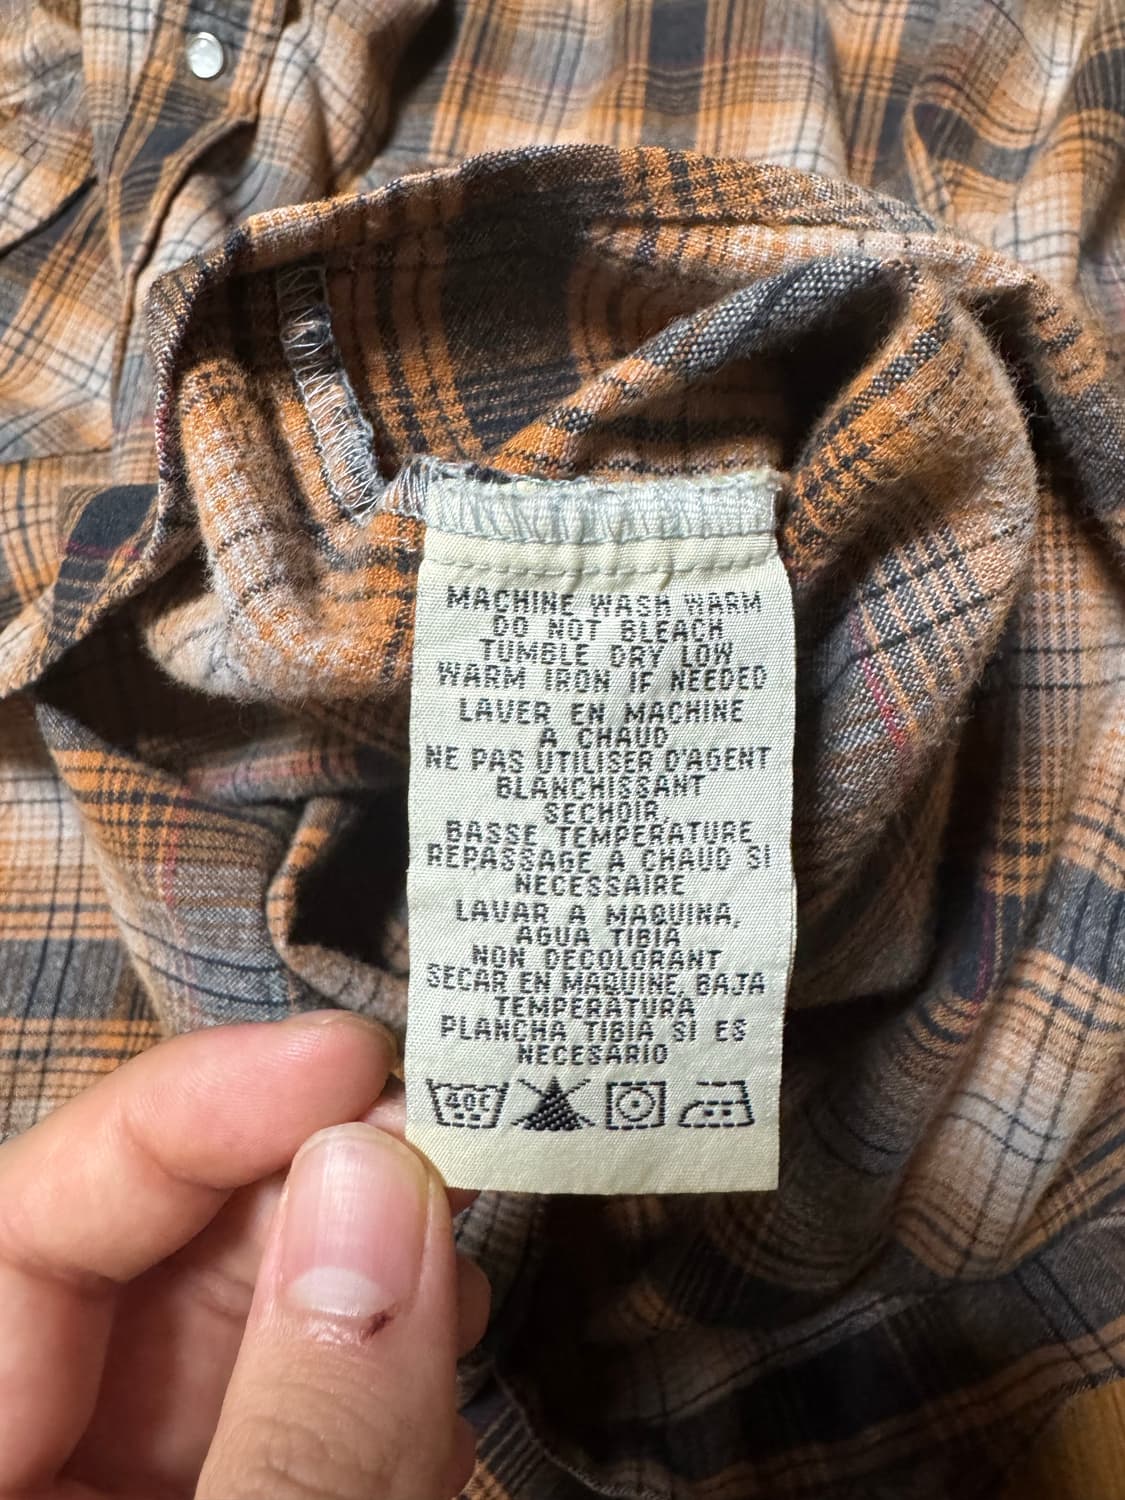 MACHINE WASH WARM
DO NOT BLEACH
TUMBLE DRY LOW
WARM IRON IF NEEDED
LAVER EN MACHINE
A CHAUD
NE PAS UTILISER D'AGENT
BLANCHISSANT
SECHOIR,
BASSE TEMPERATURE
REPASSAGE A CHAUD SI
NECESSAIRE
LAVAR A MAQUINA,
AGUA TIBIA
NON DECOLORANT
SECAR EN MAQUINE, BAJA
TEMPERATURA
PLANCHA TIBIA SI ES
NECESARIO
40C